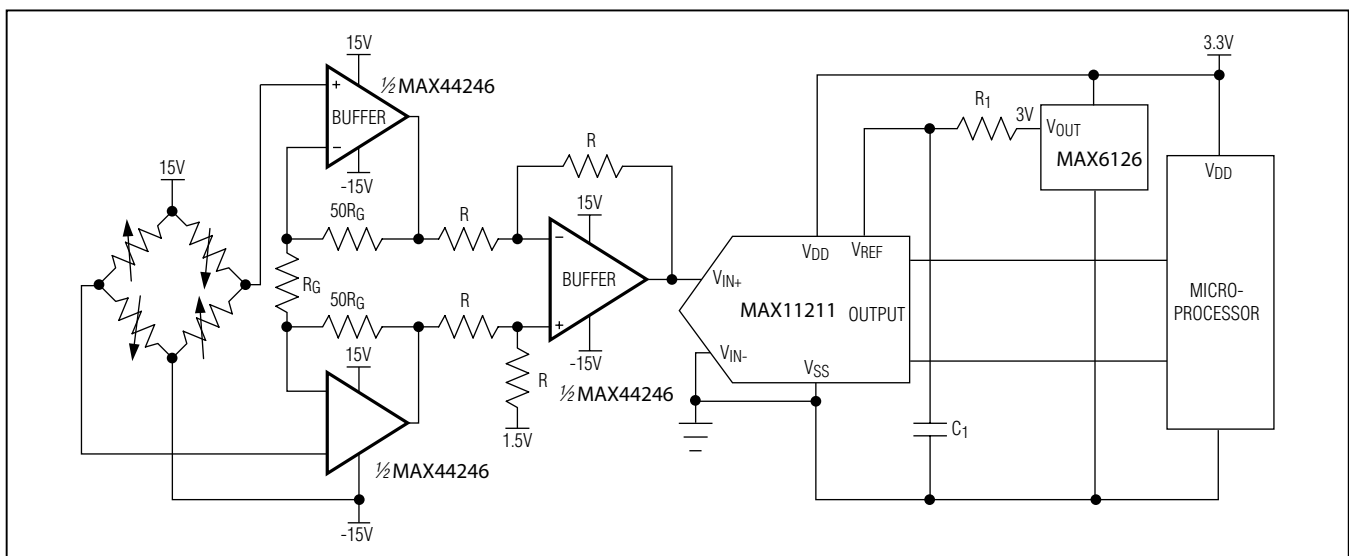 15V
½MAX44246
+
BUFFER
−
-15V
15V
50RG
R
R
RG
50RG
R
15V
−
BUFFER
+
-15V
½MAX44246
R
1.5V
15V
½MAX44246
-15V
3.3V
R1
3V
VOUT
MAX6126
VDD
VDD
VREF
VIN+
MAX11211
OUTPUT
VIN-
VSS
MICRO-
PROCESSOR
C1